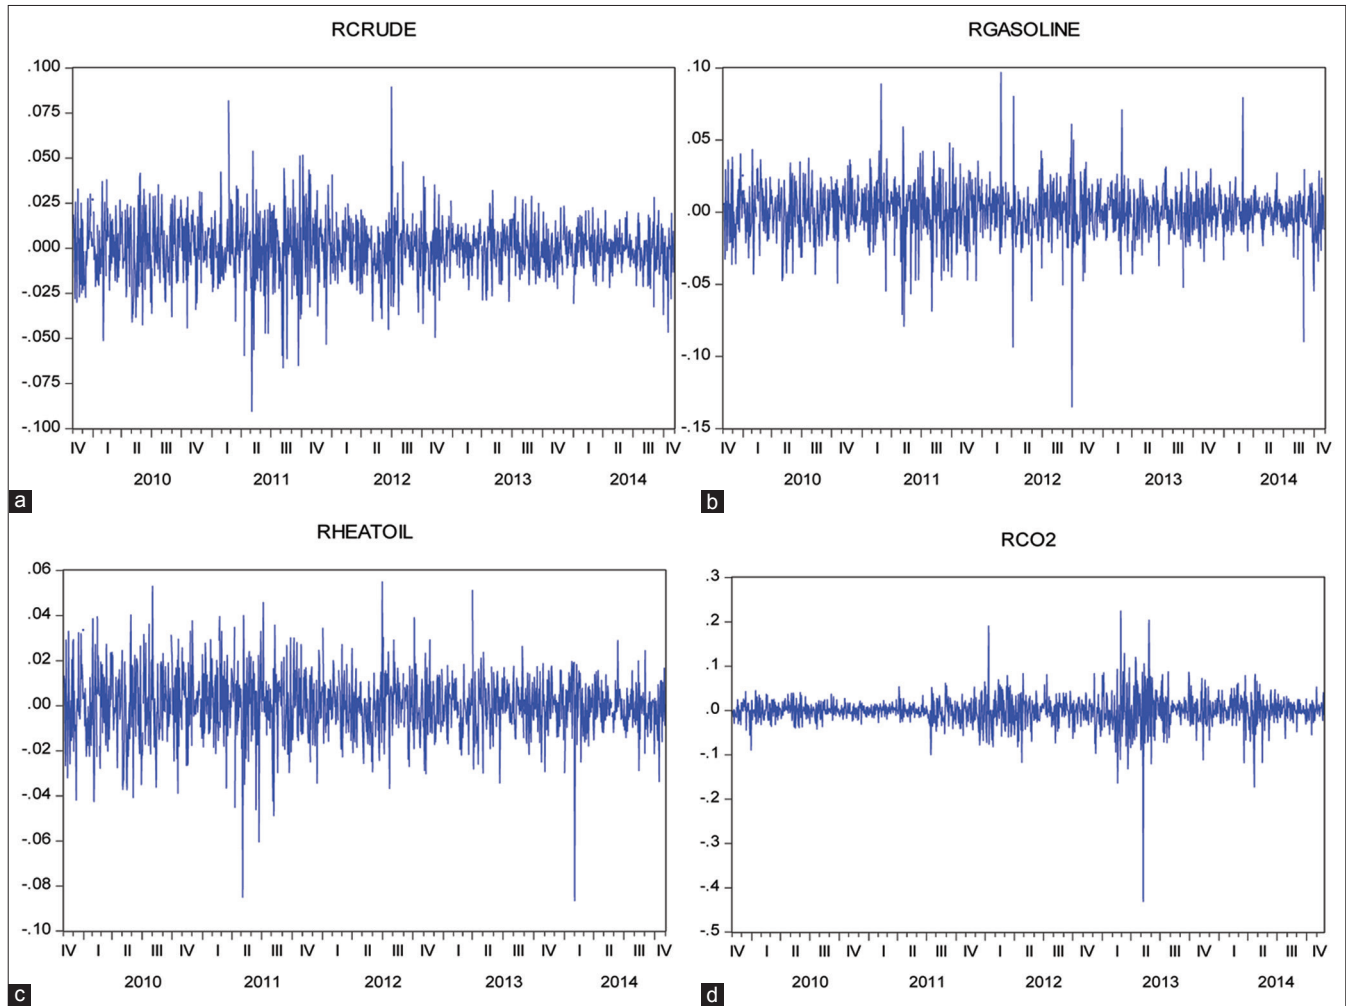 RCRUDE
.100
.075
.050
.025
.000
-.025
-.050
-.075
-.100
IV I II III IV I II III IV I II III IV I II III IV I II III IV
2010 2011 2012 2013 2014
a
RGASOLINE
.10
.05
.00
-.05
-.10
-.15
IV I II III IV I II III IV I II III IV I II III IV I II III IV
2010 2011 2012 2013 2014
b
RHEATOIL
.06
.04
.02
.00
-.02
-.04
-.06
-.08
-.10
IV I II III IV I II III IV I II III IV I II III IV I II III IV
2010 2011 2012 2013 2014
c
RCO2
.3
.2
.1
.0
-.1
-.2
-.3
-.4
-.5
IV I II III IV I II III IV I II III IV I II III IV I II III IV
2010 2011 2012 2013 2014
d